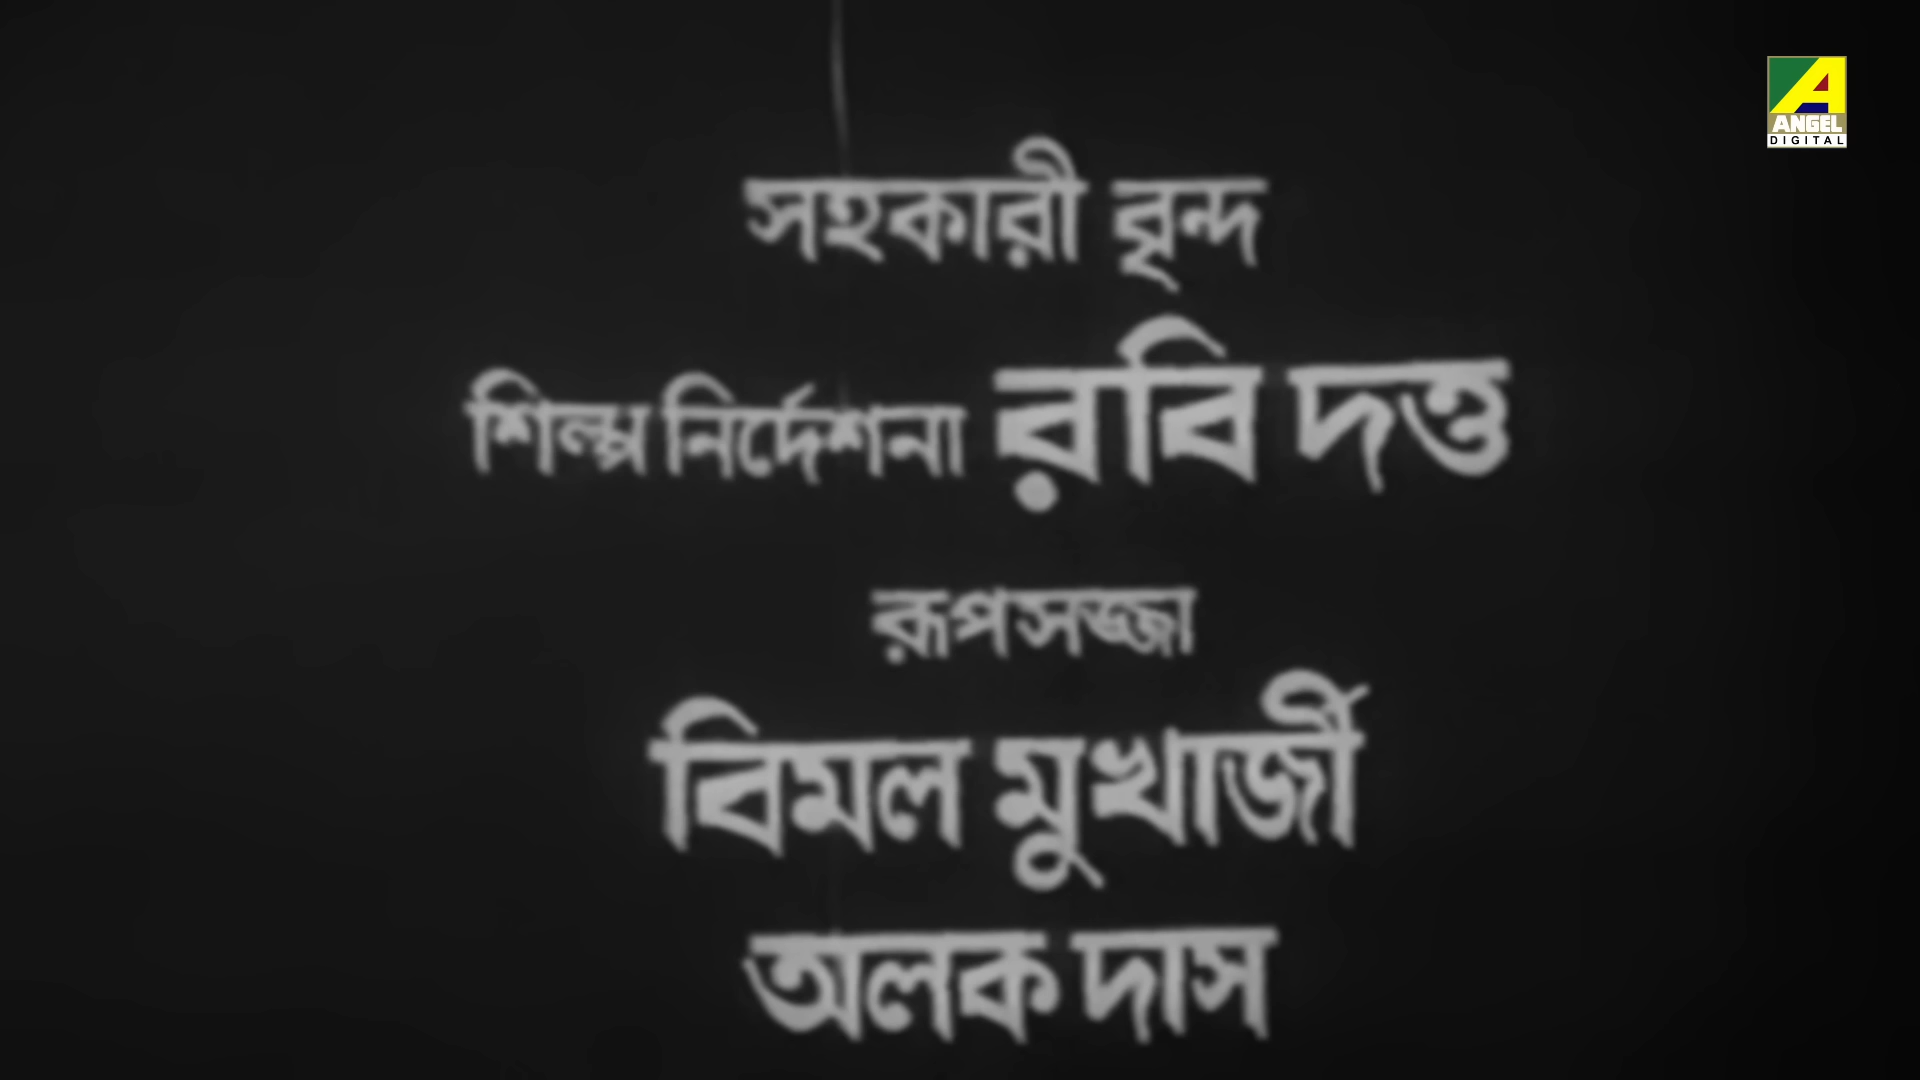 ANGEL
DIGITAL
সহকারী বৃন্দ
শিল্প নির্দেশনা রবি দত্ত
রূপসজ্জা
বিমল মুখার্জী
অলক দাস